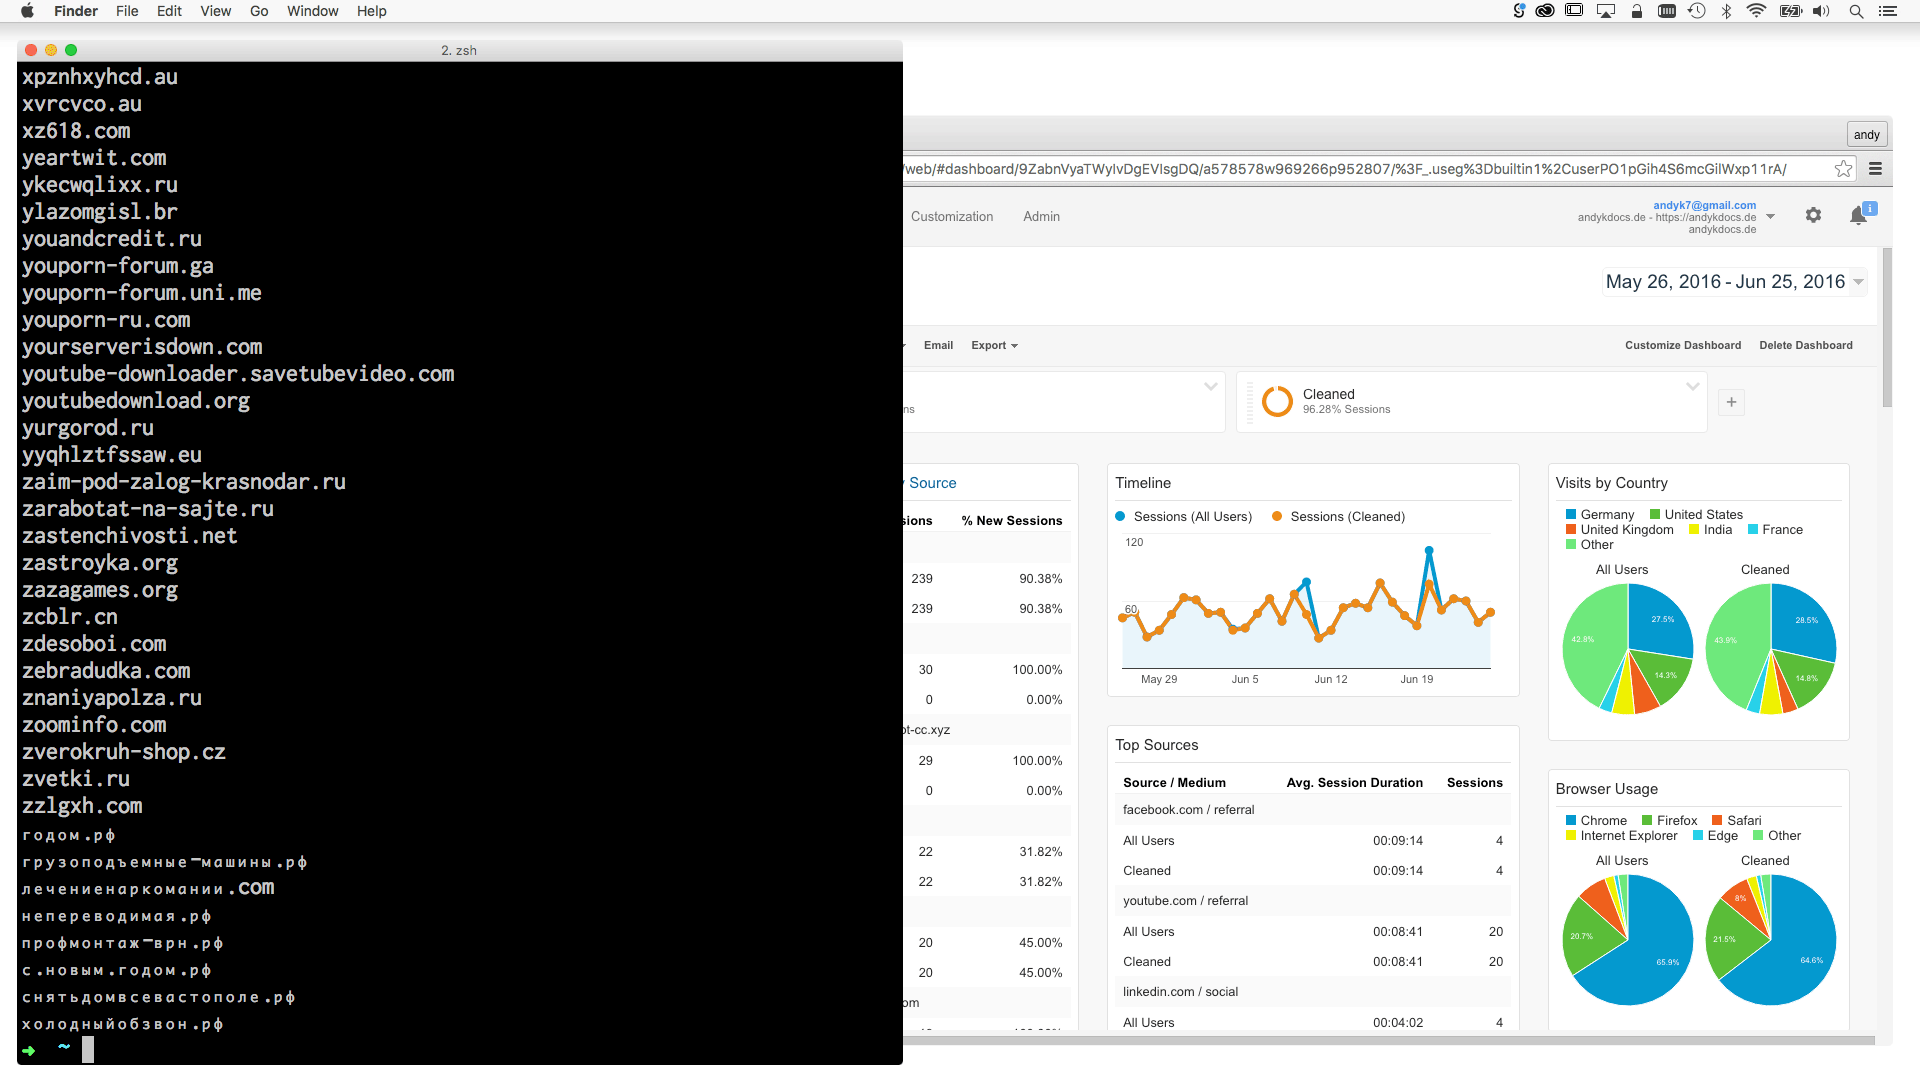 Finder File Edit View Go Window Help
2. zsh
xpznhxyhcd.au
xvrcvco.au
xz618.com
yeartwit.com
ykecwqlixx.ru
ylazomgisl.br
youandcredit.ru
youporn-forum.ga
youporn-forum.uni.me
youporn-ru.com
yourserverisdown.com
youtube-downloader.savetubevideo.com
youtubedownload.org
yurgorod.ru
yyqhlztfssaw.eu
zaim-pod-zalog-krasnodar.ru
zarabotat-na-sajte.ru
zastenchivosti.net
zastroyka.org
zazagames.org
zcblr.cn
zdesoboi.com
zebradudka.com
znaniyapolza.ru
zoominfo.com
zverokruh-shop.cz
zvetki.ru
zzlgxh.com
годом.рф
грузоподъемные-машины.рф
лечениенаркомании.com
непереводимая.рф
профмонтаж-врн.рф
с.новым.годом.рф
снятьдомвсевастополе.рф
холодныйобзвон.рф
➜ ~
andy
/web/#dashboard/9ZabnVyaTWyIvDgEVIsgDQ/a578578w969266p952807/%3F_.useg%3Dbuiltin1%2CuserPO1pGih4S6mcGilWxp11rA/
Customization Admin
andyk7@gmail.com
andykdocs.de - https://andykdocs.de
andykdocs.de
May 26, 2016 - Jun 25, 2016
Email Export
Customize Dashboard Delete Dashboard
ns
Cleaned
96.28% Sessions
+
Source
sions % New Sessions
239 90.38%
239 90.38%
30 100.00%
0 0.00%
ot-cc.xyz
29 100.00%
0 0.00%
22 31.82%
22 31.82%
20 45.00%
20 45.00%
om
Timeline
Sessions (All Users) Sessions (Cleaned)
120
60
May 29 Jun 5 Jun 12 Jun 19
Top Sources
Source / Medium Avg. Session Duration Sessions
facebook.com / referral
All Users 00:09:14 4
Cleaned 00:09:14 4
youtube.com / referral
All Users 00:08:41 20
Cleaned 00:08:41 20
linkedin.com / social
All Users 00:04:02 4
Visits by Country
Germany United States
United Kingdom India France
Other
All Users Cleaned
27.5% 14.3% 42.8%
28.5% 14.8% 43.9%
Browser Usage
Chrome Firefox Safari
Internet Explorer Edge Other
All Users Cleaned
20.7% 65.9%
8% 21.5% 64.6%